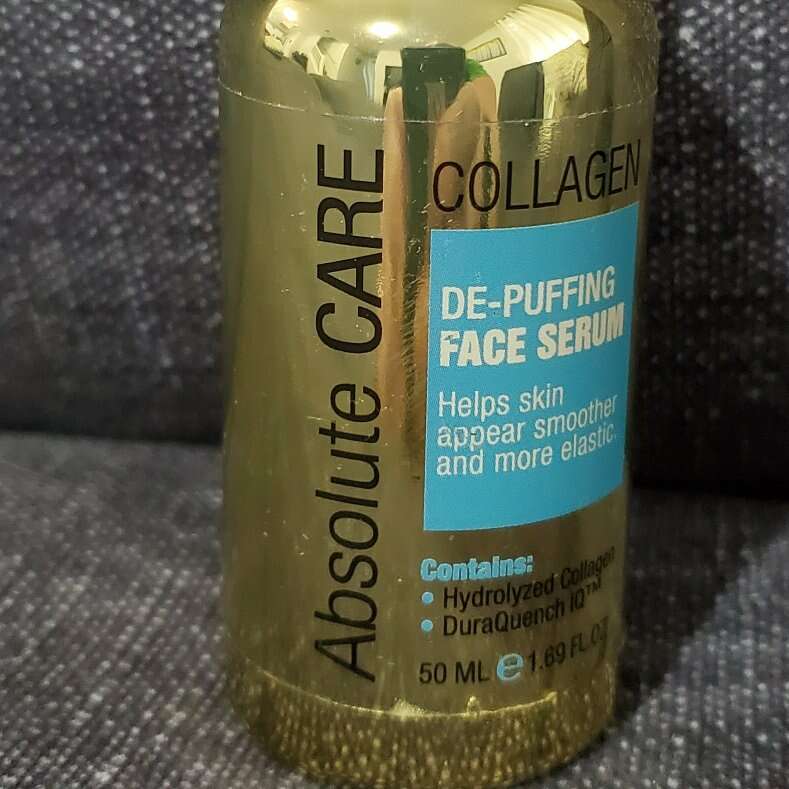 Absolute CARE
COLLAGEN
DE-PUFFING
FACE SERUM
Helps skin
appear smoother
and more elastic.
Contains:
• Hydrolyzed Collagen
• DuraQuench IQ™
50 ML e 1.69 FL.OZ